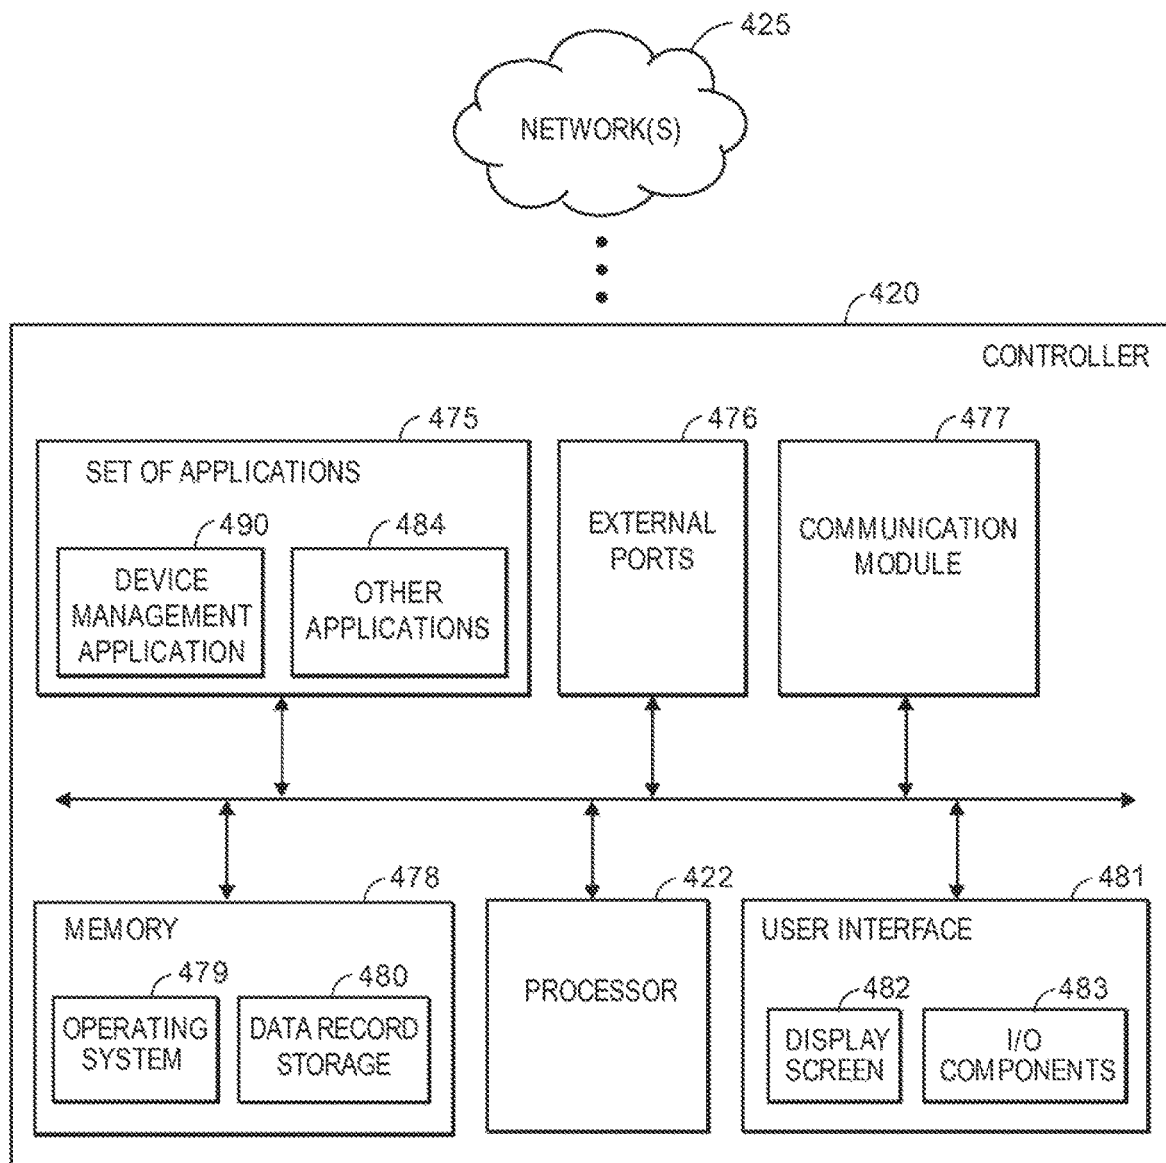 425
NETWORK(S)
420
CONTROLLER
475
476
477
SET OF APPLICATIONS
490
484
DEVICE
MANAGEMENT
APPLICATION
OTHER
APPLICATIONS
EXTERNAL
PORTS
COMMUNICATION
MODULE
478
422
481
MEMORY
479
480
OPERATING
SYSTEM
DATA RECORD
STORAGE
PROCESSOR
USER INTERFACE
482
483
DISPLAY
SCREEN
I/O
COMPONENTS